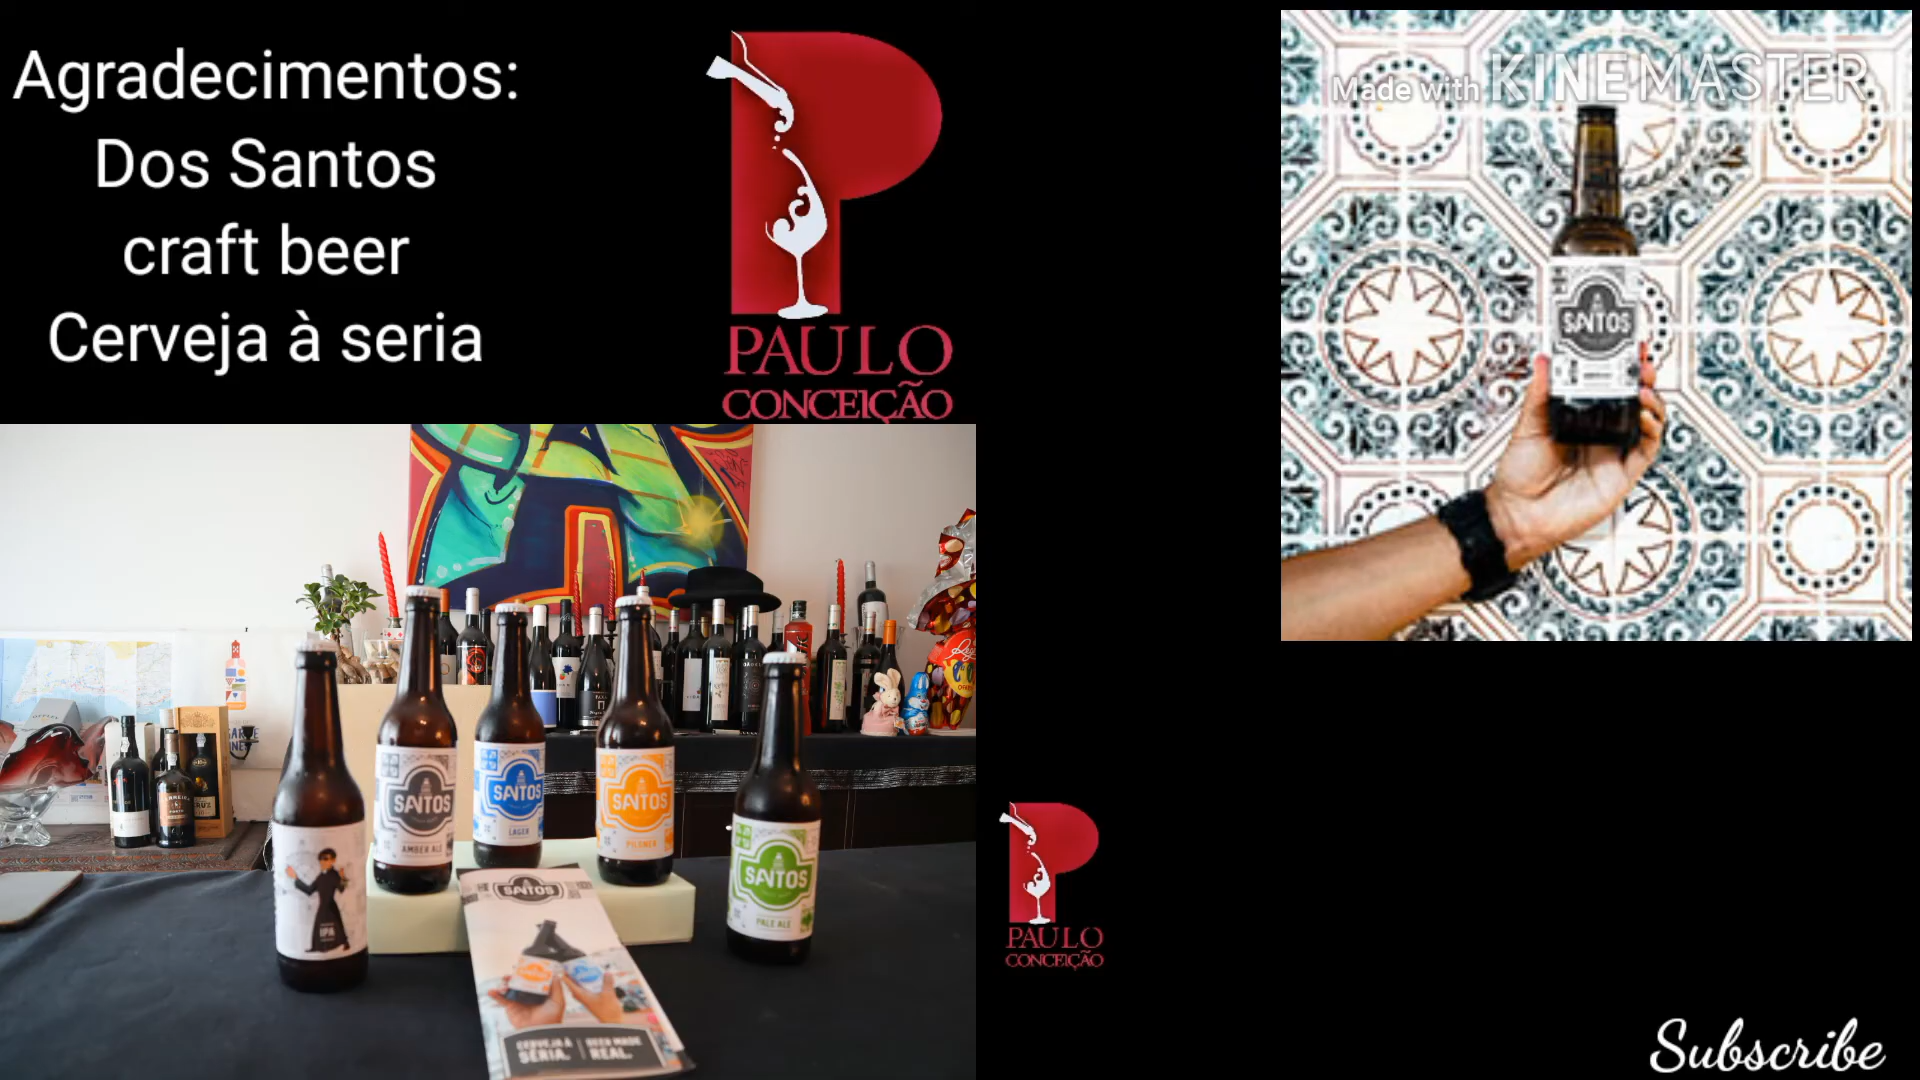 Agradecimentos:
Dos Santos
craft beer
Cerveja à seria
PAULO
CONCEIÇÃO
Made with KINEMASTER
SANTOS
SANTOS
AMBER ALE
SANTOS
LAGER
SANTOS
PILSNER
SANTOS
PALE ALE
IPA
SANTOS
CERVEJA À
SÉRIA.
BEER MADE
REAL.
PAULO
CONCEIÇÃO
Subscribe